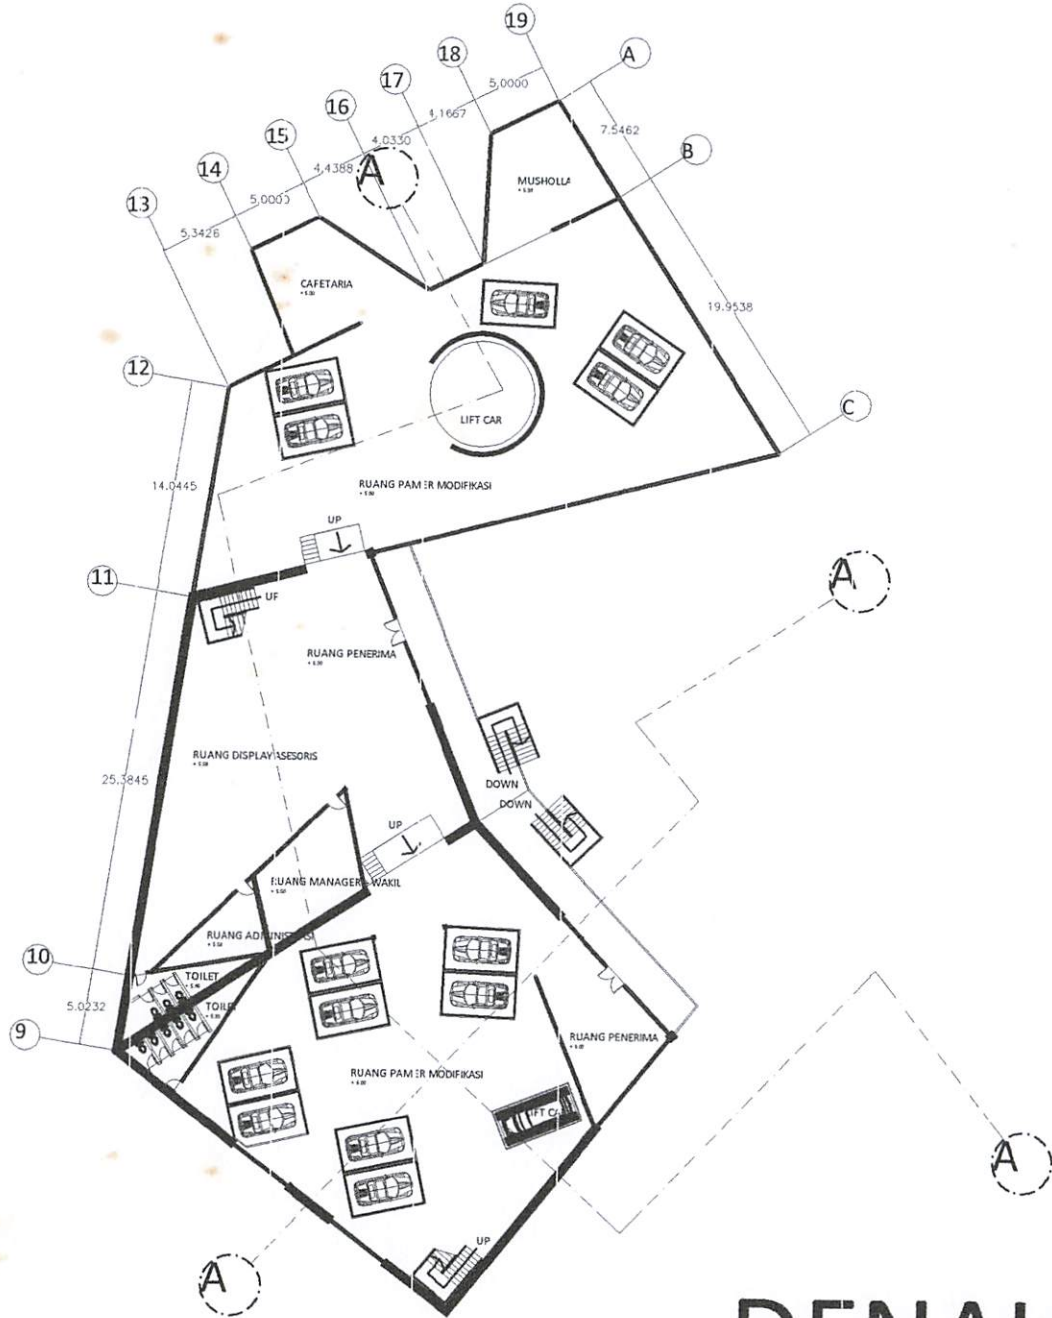 19
A
18
17
5.0000
16
4.1667
7.5462
15
4.0330
B
14
4.4388
A
MUSHOLLA
13
5.0000
5.3426
CAFETARIA
19.9538
12
LIFT CAR
C
14.0445
RUANG PAMER MODIFIKASI
UP
11
UP
A
RUANG PENERIMA
RUANG DISPLAY ASESORIS
25.3845
DOWN
DOWN
UP
RUANG MANAGER WAKIL
RUANG ADMINISTRASI
10
TOILET
5.0232
TOILET
9
RUANG PENERIMA
RUANG PAMER MODIFIKASI
LIFT CAR
A
UP
A